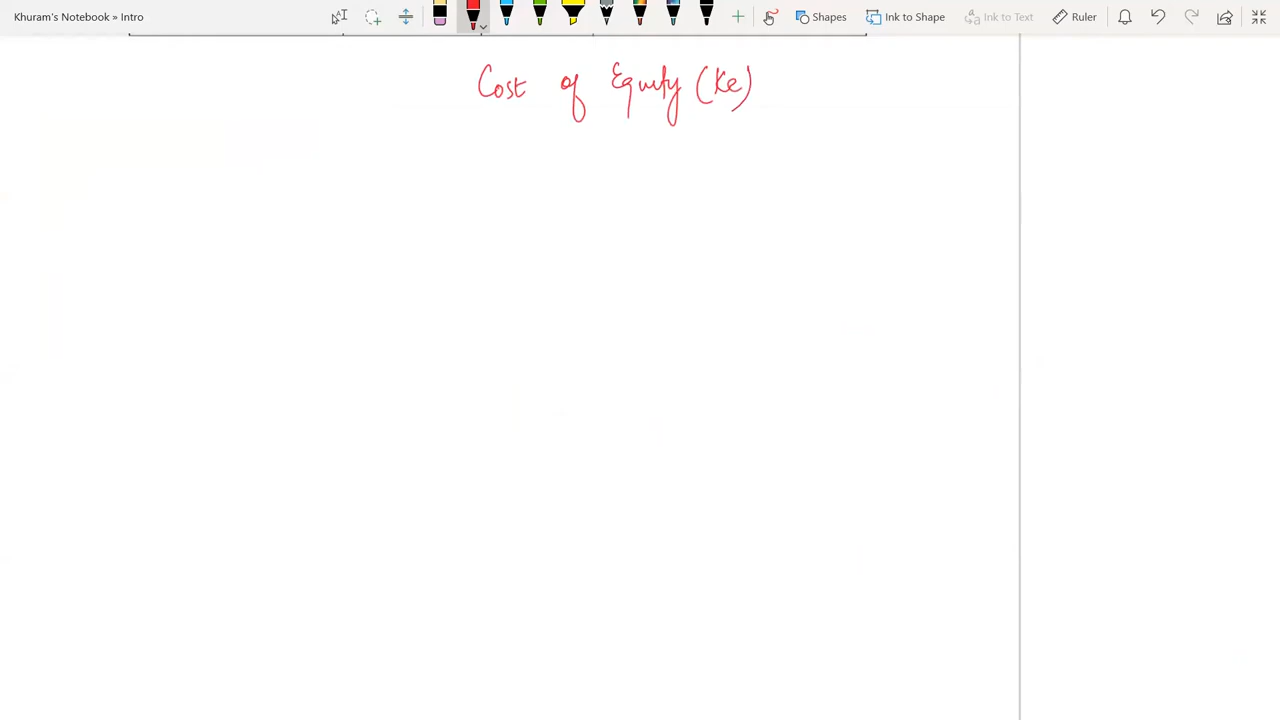 Khuram's Notebook » Intro
Shapes
Ink to Shape
Ink to Text
Ruler
Cost of Equity (Ke)